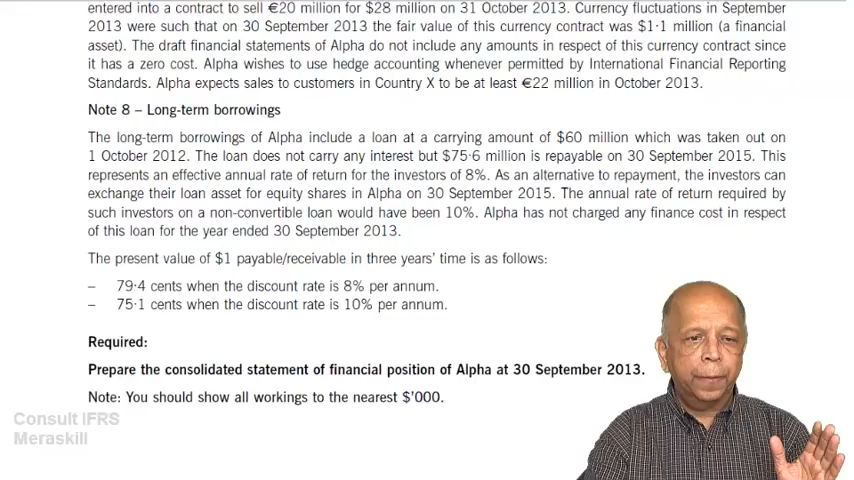 entered into a contract to sell €20 million for $28 million on 31 October 2013. Currency fluctuations in September
2013 were such that on 30 September 2013 the fair value of this currency contract was $1·1 million (a financial
asset). The draft financial statements of Alpha do not include any amounts in respect of this currency contract since
it has a zero cost. Alpha wishes to use hedge accounting whenever permitted by International Financial Reporting
Standards. Alpha expects sales to customers in Country X to be at least €22 million in October 2013.
Note 8 – Long-term borrowings
The long-term borrowings of Alpha include a loan at a carrying amount of $60 million which was taken out on
1 October 2012. The loan does not carry any interest but $75·6 million is repayable on 30 September 2015. This
represents an effective annual rate of return for the investors of 8%. As an alternative to repayment, the investors can
exchange their loan asset for equity shares in Alpha on 30 September 2015. The annual rate of return required by
such investors on a non-convertible loan would have been 10%. Alpha has not charged any finance cost in respect
of this loan for the year ended 30 September 2013.
The present value of $1 payable/receivable in three years’ time is as follows:
– 79·4 cents when the discount rate is 8% per annum.
– 75·1 cents when the discount rate is 10% per annum.
Required:
Prepare the consolidated statement of financial position of Alpha at 30 September 2013.
Note: You should show all workings to the nearest $’000.
Consult IFRS
Meraskill